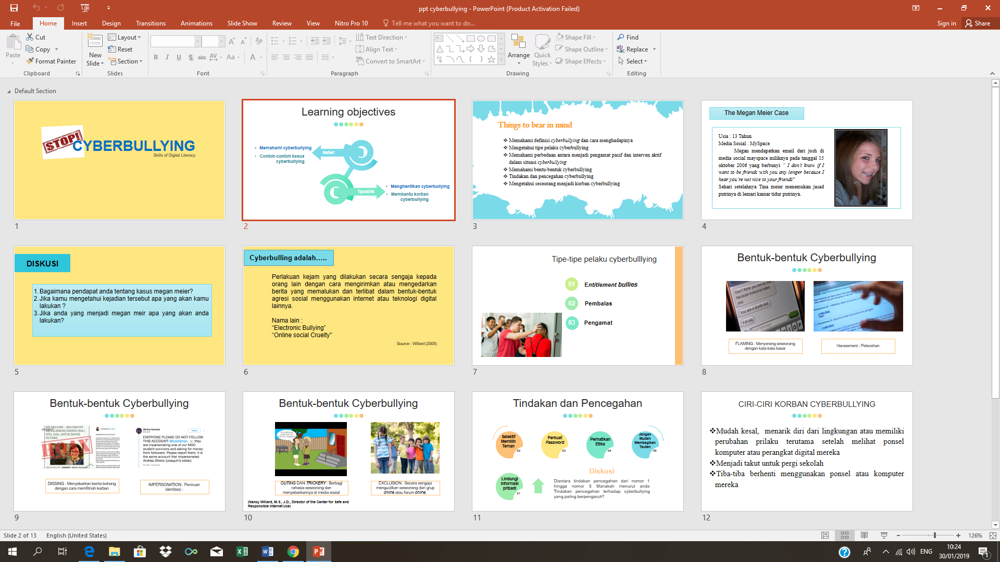 ppt cyberbullying - PowerPoint (Product Activation Failed)
File
Home
Insert
Design
Transitions
Animations
Slide Show
Review
View
Nitro Pro 10
Tell me what you want to do...
Sign in
Share
Paste
Cut
Copy
Format Painter
Clipboard
New
Slide
Layout
Reset
Section
Slides
Font
Text Direction
Align Text
Convert to SmartArt
Paragraph
Arrange
Quick
Styles
Shape Fill
Shape Outline
Shape Effects
Drawing
Find
Replace
Select
Editing
Default Section
STOP!
CYBERBULLYING
Skills of Digital Literacy
1
Learning objectives
• Memahami cyberbullying
• Contoh-contoh kasus
cyberbullying
Materi
Tips&trik
• Menghentikan cyberbullying
• Membantu korban
cyberbullying
2
Things to bear in mind
❖ Memahami definisi cyberbullying dan cara menghadapinya
❖ Mengetahui tipe pelaku cyberbullying
❖ Memahami perbedaan antara menjadi pengamat pasif dan interven aktif
dalam situasi cyberbullying
❖ Memahami bentu-bentuk cyberbullying
❖ Tindakan dan pencegahan cyberbullying
❖ Mengetahui seseorang menjadi korban cyberbullying
3
The Megan Meier Case
Usia : 13 Tahun
Media Sosial : MySpace
Megan mendapatkan email dari josh di
media social mayspace miliknya pada tanggal 15
oktober 2006 yang berbunyi " I don't know if I
want to be friends with you any longer because I
hear you're not nice to your friends"
Sehari setelahnya Tina meier menemukan jasad
putrinya di lemari kamar tidur putrinya.
4
DISKUSI
1. Bagaimana pendapat anda tentang kasus megan meier?
2. Jika kamu mengetahui kejadian tersebut apa yang akan kamu
lakukan ?
3. Jika anda yang menjadi megan meir apa yang akan anda
lakukan?
5
Cyberbulling adalah…..
Perlakuan kejam yang dilakukan secara sengaja kepada
orang lain dengan cara mengirimkan atau mengedarkan
berita yang memalukan dan terlibat dalam bentuk-bentuk
agresi sosial menggunakan internet atau teknologi digital
lainnya.
Nama lain :
“Electronic Bullying”
“Online social Cruelty”
Source : Willard (2005)
6
Tipe-tipe pelaku cyberbulllying
01 Entitlement bullies
02 Pembalas
03 Pengamat
7
Bentuk-bentuk Cyberbullying
Don't think you are so nice
because everyone hates
you
You are a dumb slut
Fat pig
Text Message
FLAMING : Menyerang seseorang
dengan kata-kata kasar
Harassment : Pelecehan
8
Bentuk-bentuk Cyberbullying
SRI MULYANI : JIKA RAKYAT
MENGIJINKAN DAERAH BALI
KITA JUAL UNTUK BAYAR
HUTANG
EVERYONE PLEASE DO NOT FOLLOW
THIS ACCOUNT: @kylelaman_ <- they
are impersonating one of our MSD
student survivors and asking for money
from followers. Please report them, it is
the same account that impersonated
Andrea Ghersi (Joaquin's sister).
DISSING : Menyebarkan berita bohong
dengan cara memfitnah korban
IMPERSONATION : Peniruan
identitas) :
9
Bentuk-bentuk Cyberbullying
OUTING DAN TRICKERY : Berbagi
rahasia seseorang dan
menyebarkannya di media sosial
EXCLUSION : Secara sengaja
mengucilkan seseorang dari grup
online atau forum online.
(Nancy Willard, M.S., J.D., Director of the Center for Safe and
Responsible Internet Use)
10
Tindakan dan Pencegahan
Selektif
Memilih
Teman
02
Perkuat
Password
03
Perhatikan
Etika
04
Jangan
Mudah
Membagikan
Tautan
05
Lindungi
Informasi
pribadi
01
Diskusi
Diantara tindakan pencegahan dari nomor 1
hingga nomor 5 Manakah menurut anda
Tindakan pencegahan terhadap cyberbullying
yang paling berpengaruh?
11
CIRI-CIRI KORBAN CYBERBULLYING
❖Mudah kesal, menarik diri dari lingkungan atau memiliki
perubahan prilaku terutama setelah melihat ponsel
komputer atau perangkat digital mereka
❖Menjadi takut untuk pergi sekolah
❖Tiba-tiba berhenti menggunakan ponsel atau komputer
mereka
12
Slide 2 of 13
English (United States)
126%
ENG
10:24
30/01/2019